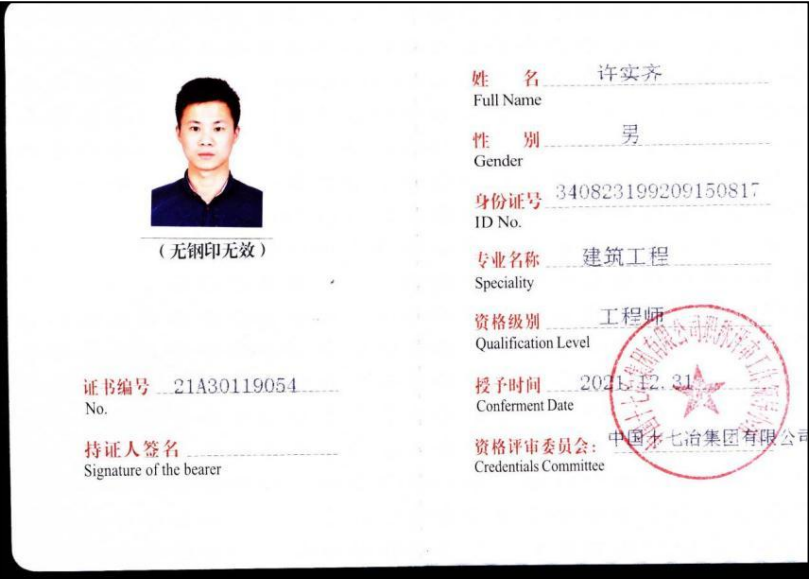 (无钢印无效)
证书编号 21A30119054
No.
持证人签名
Signature of the bearer
姓 名 许实齐
Full Name
性 别 男
Gender
身份证号 340823199209150817
ID No.
专业名称 建筑工程
Speciality
资格级别 工程师
Qualification Level
授予时间 2021.12.31
Conferment Date
资格评审委员会: 中国十七冶集团有限公司
Credentials Committee